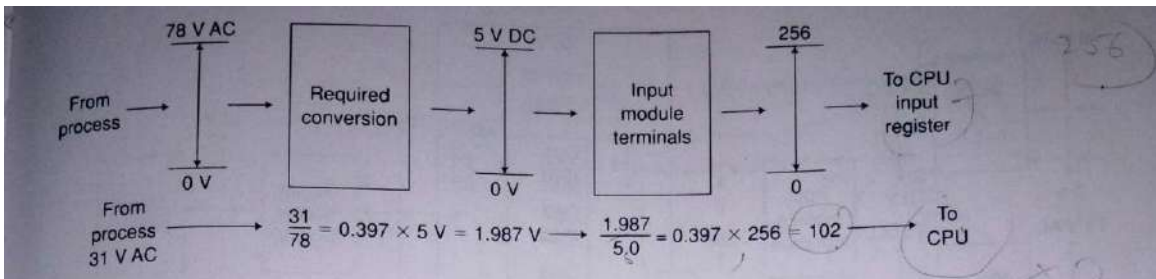 78 V AC
5 V DC
256
256
From
process
Required
conversion
Input
module
terminals
To CPU
input
register
0 V
0 V
0
From
process
31 V AC
31/78 = 0.397 × 5 V = 1.987 V
1.987/5.0 = 0.397 × 256 = 102
To
CPU